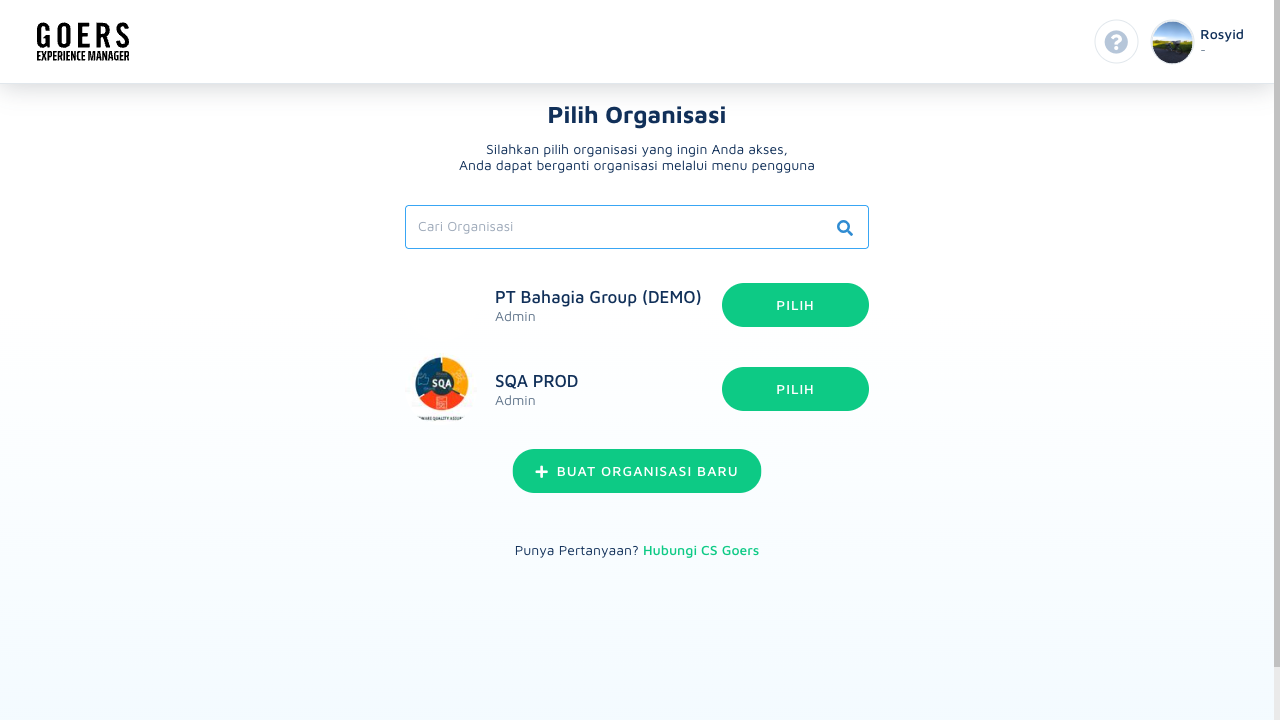 GOERS
EXPERIENCE MANAGER
Rosyid
-
Pilih Organisasi
Silahkan pilih organisasi yang ingin Anda akses,
Anda dapat berganti organisasi melalui menu pengguna
Cari Organisasi
PT Bahagia Group (DEMO)
Admin
PILIH
SQA
SQA PROD
Admin
PILIH
BUAT ORGANISASI BARU
Punya Pertanyaan? Hubungi CS Goers